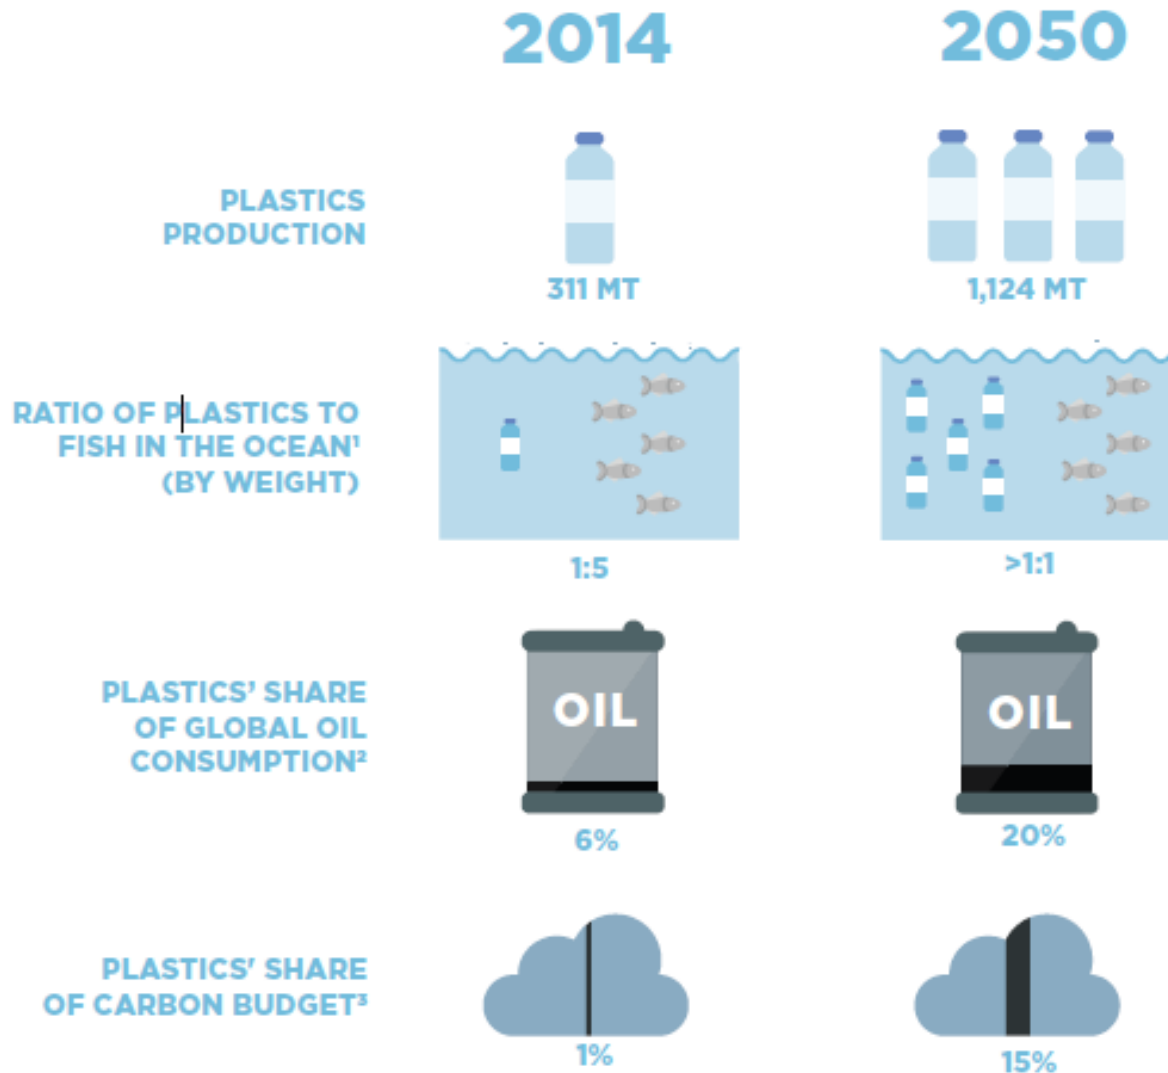 2014
2050
PLASTICS
PRODUCTION
311 MT
1,124 MT
RATIO OF PLASTICS TO
FISH IN THE OCEAN¹
(BY WEIGHT)
1:5
>1:1
PLASTICS’ SHARE
OF GLOBAL OIL
CONSUMPTION²
OIL
OIL
6%
20%
PLASTICS' SHARE
OF CARBON BUDGET³
1%
15%